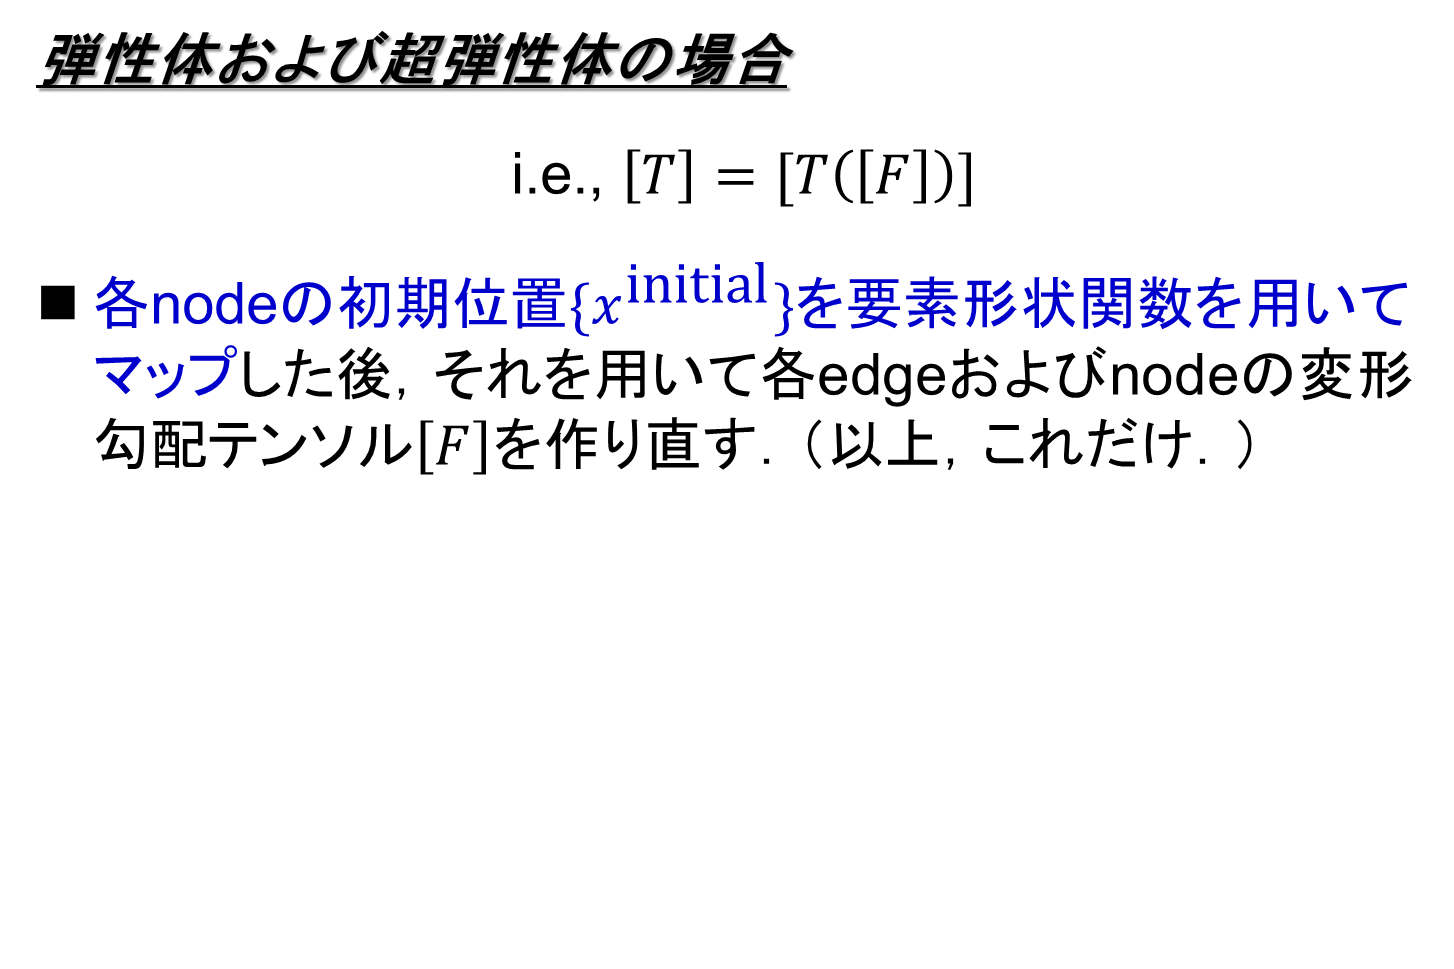 弾性体および超弾性体の場合
i.e., [T] = [T([F])]
■ 各nodeの初期位置{x^initial}を要素形状関数を用いて
マップした後，それを用いて各edgeおよびnodeの変形
勾配テンソル[F]を作り直す．（以上，これだけ．）